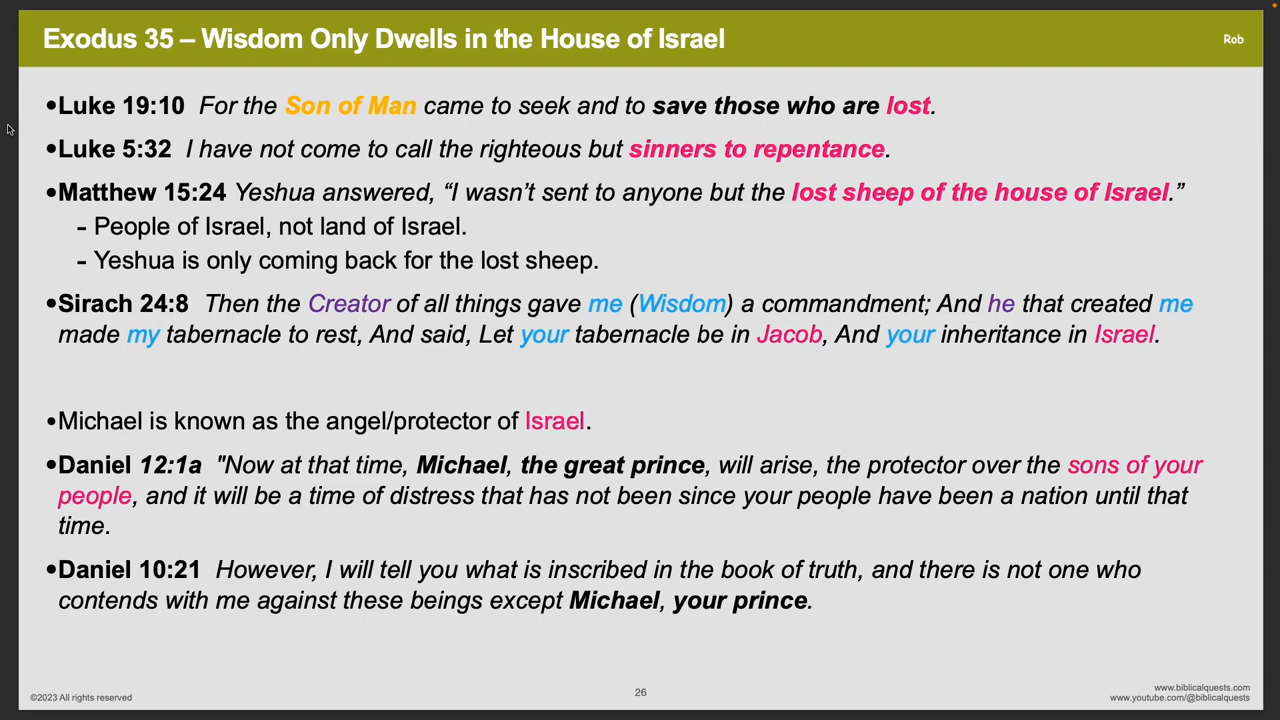 Exodus 35 – Wisdom Only Dwells in the House of Israel
Rob
•Luke 19:10  For the Son of Man came to seek and to save those who are lost.
•Luke 5:32  I have not come to call the righteous but sinners to repentance.
•Matthew 15:24 Yeshua answered, “I wasn’t sent to anyone but the lost sheep of the house of Israel.”
- People of Israel, not land of Israel.
- Yeshua is only coming back for the lost sheep.
•Sirach 24:8  Then the Creator of all things gave me (Wisdom) a commandment; And he that created me
made my tabernacle to rest, And said, Let your tabernacle be in Jacob, And your inheritance in Israel.
•Michael is known as the angel/protector of Israel.
•Daniel 12:1a  "Now at that time, Michael, the great prince, will arise, the protector over the sons of your
people, and it will be a time of distress that has not been since your people have been a nation until that
time.
•Daniel 10:21  However, I will tell you what is inscribed in the book of truth, and there is not one who
contends with me against these beings except Michael, your prince.
©2023 All rights reserved
26
www.biblicalquests.com
www.youtube.com/@biblicalquests